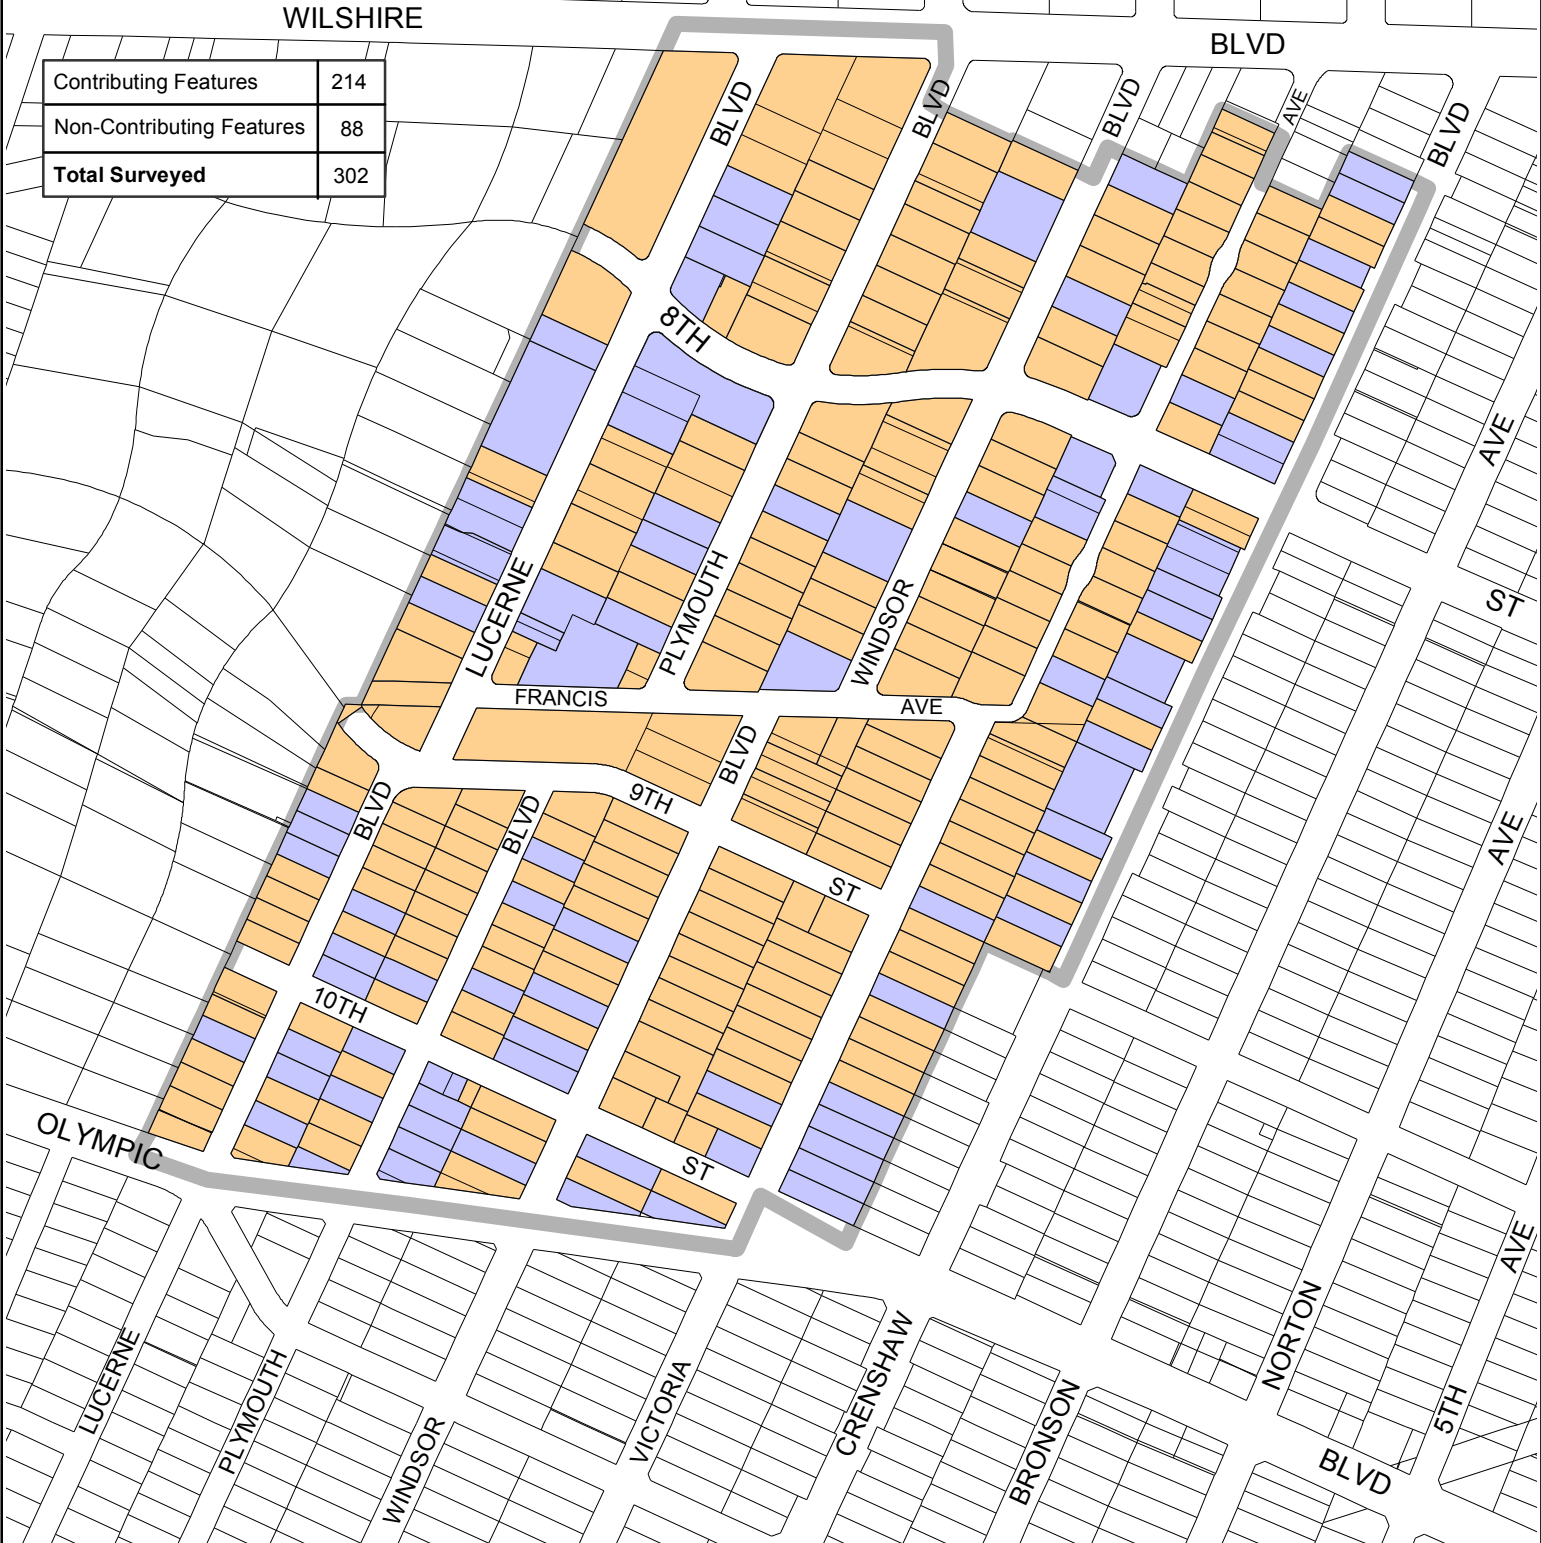 WILSHIRE
BLVD
Contributing Features 214
Non-Contributing Features 88
Total Surveyed 302
BLVD
BLVD
BLVD
AVE
BLVD
8TH
AVE
LUCERNE
PLYMOUTH
WINDSOR
ST
FRANCIS
AVE
BLVD
BLVD
BLVD
9TH
AVE
ST
10TH
OLYMPIC
ST
AVE
LUCERNE
PLYMOUTH
WINDSOR
VICTORIA
CRENSHAW
BRONSON
NORTON
5TH
BLVD